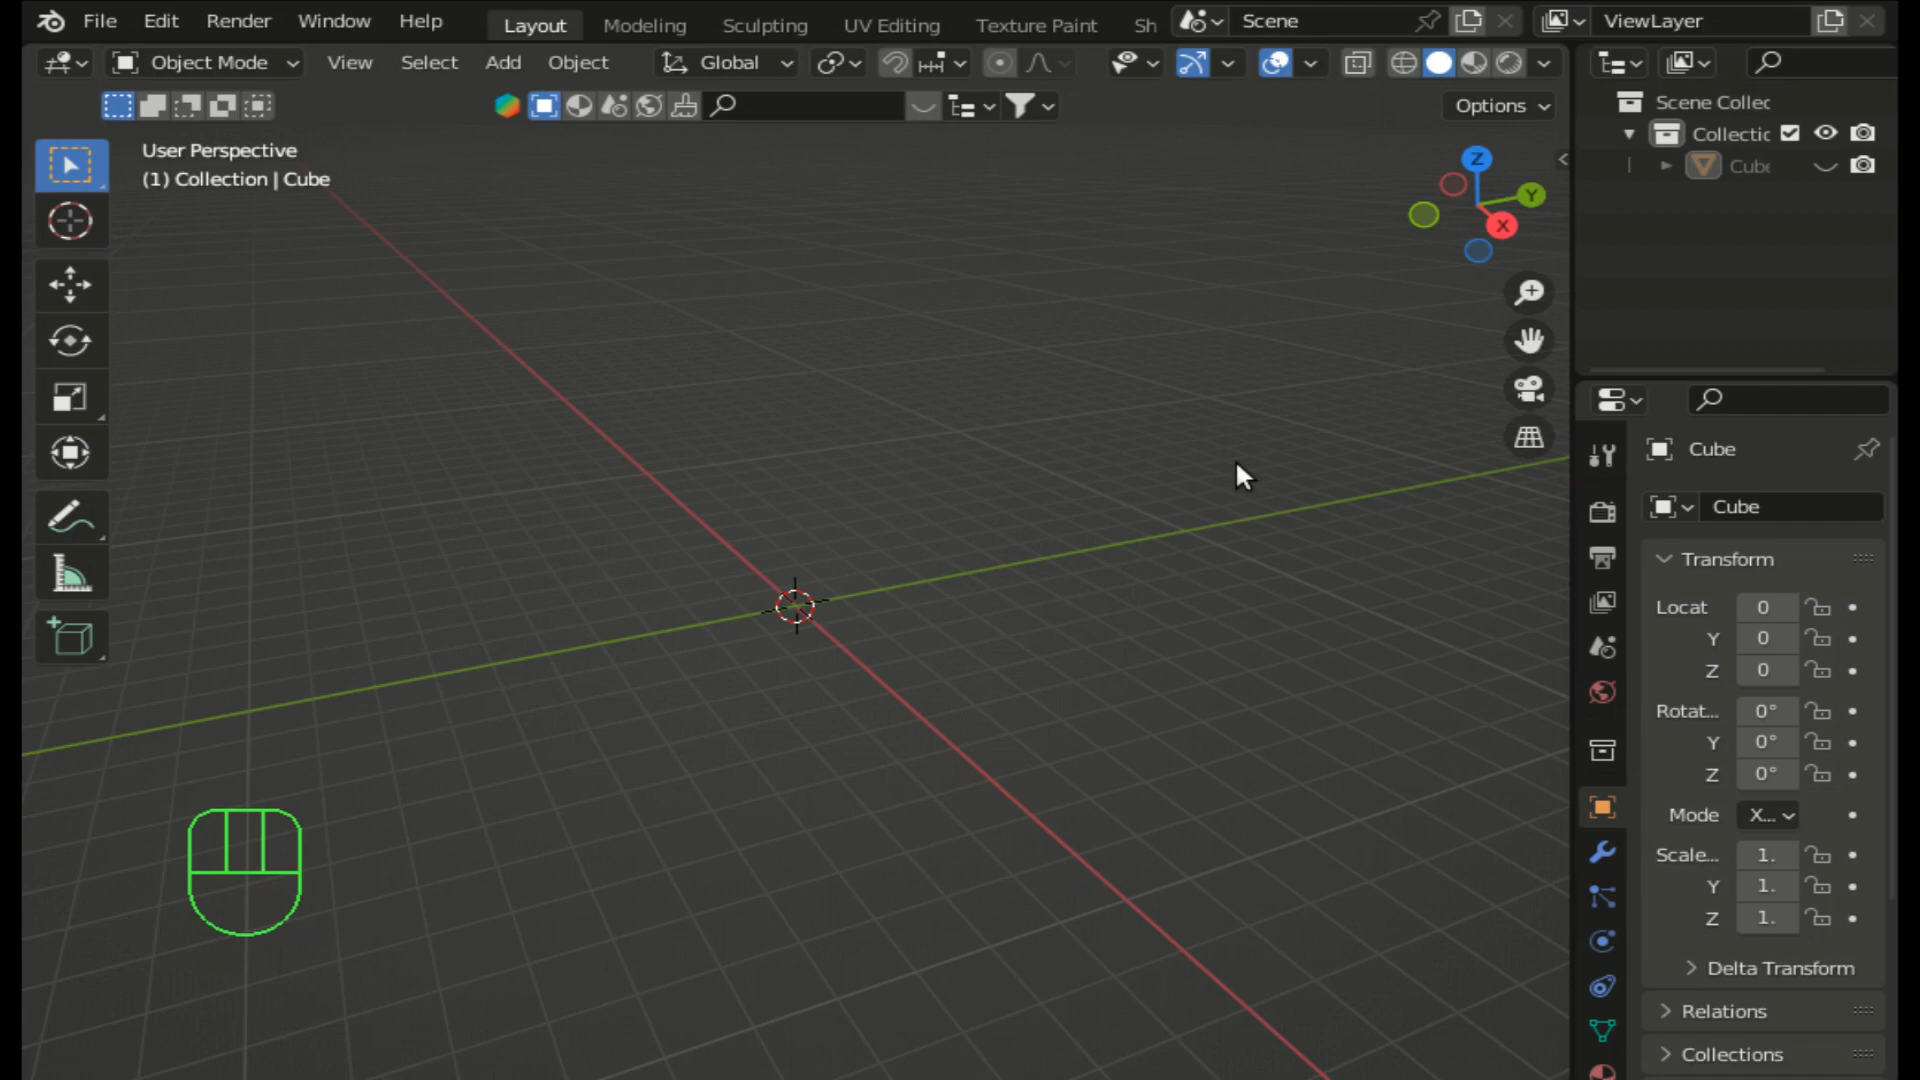 File Edit Render Window Help Layout Modeling Sculpting UV Editing Texture Paint Sh Scene ViewLayer
Object Mode View Select Add Object Global
Options
User Perspective
(1) Collection | Cube
Z
Y
X
Scene Collec
Collectic
Cube
Cube
Cube
Transform
Locat 0
Y 0
Z 0
Rotat... 0°
Y 0°
Z 0°
Mode X...
Scale... 1.
Y 1.
Z 1.
Delta Transform
Relations
Collections